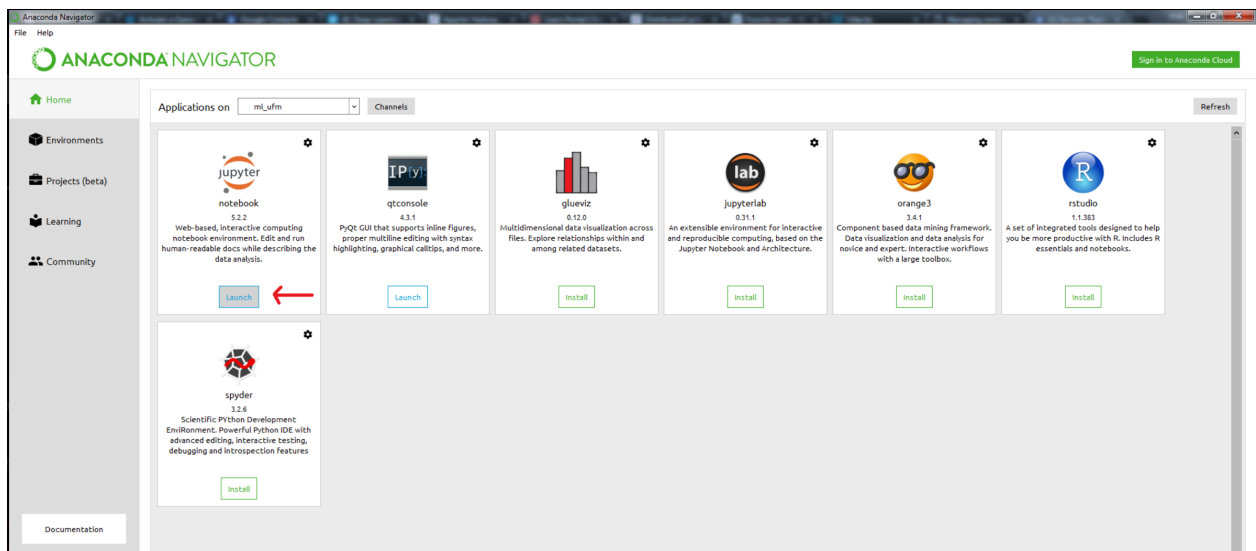 Anaconda Navigator
File Help
ANACONDA NAVIGATOR
Sign in to Anaconda Cloud
Home
Environments
Projects (beta)
Learning
Community
Documentation
Applications on ml_ufm Channels Refresh
jupyter
notebook
5.2.2
Web-based, interactive computing
notebook environment. Edit and run
human-readable docs while describing the
data analysis.
Launch
IP[y]:
qtconsole
4.3.1
PyQt GUI that supports inline figures,
proper multiline editing with syntax
highlighting, graphical calltips, and more.
Launch
glueviz
0.12.0
Multidimensional data visualization across
files. Explore relationships within and
among related datasets.
Install
lab
jupyterlab
0.31.1
An extensible environment for interactive
and reproducible computing, based on the
Jupyter Notebook and Architecture.
Install
orange3
3.4.1
Component based data mining framework.
Data visualization and data analysis for
novice and expert. Interactive workflows
with a large toolbox.
Install
R
rstudio
1.1.383
A set of integrated tools designed to help
you be more productive with R. Includes R
essentials and notebooks.
Install
spyder
3.2.6
Scientific PYthon Development
EnviRonment. Powerful Python IDE with
advanced editing, interactive testing,
debugging and introspection features
Install